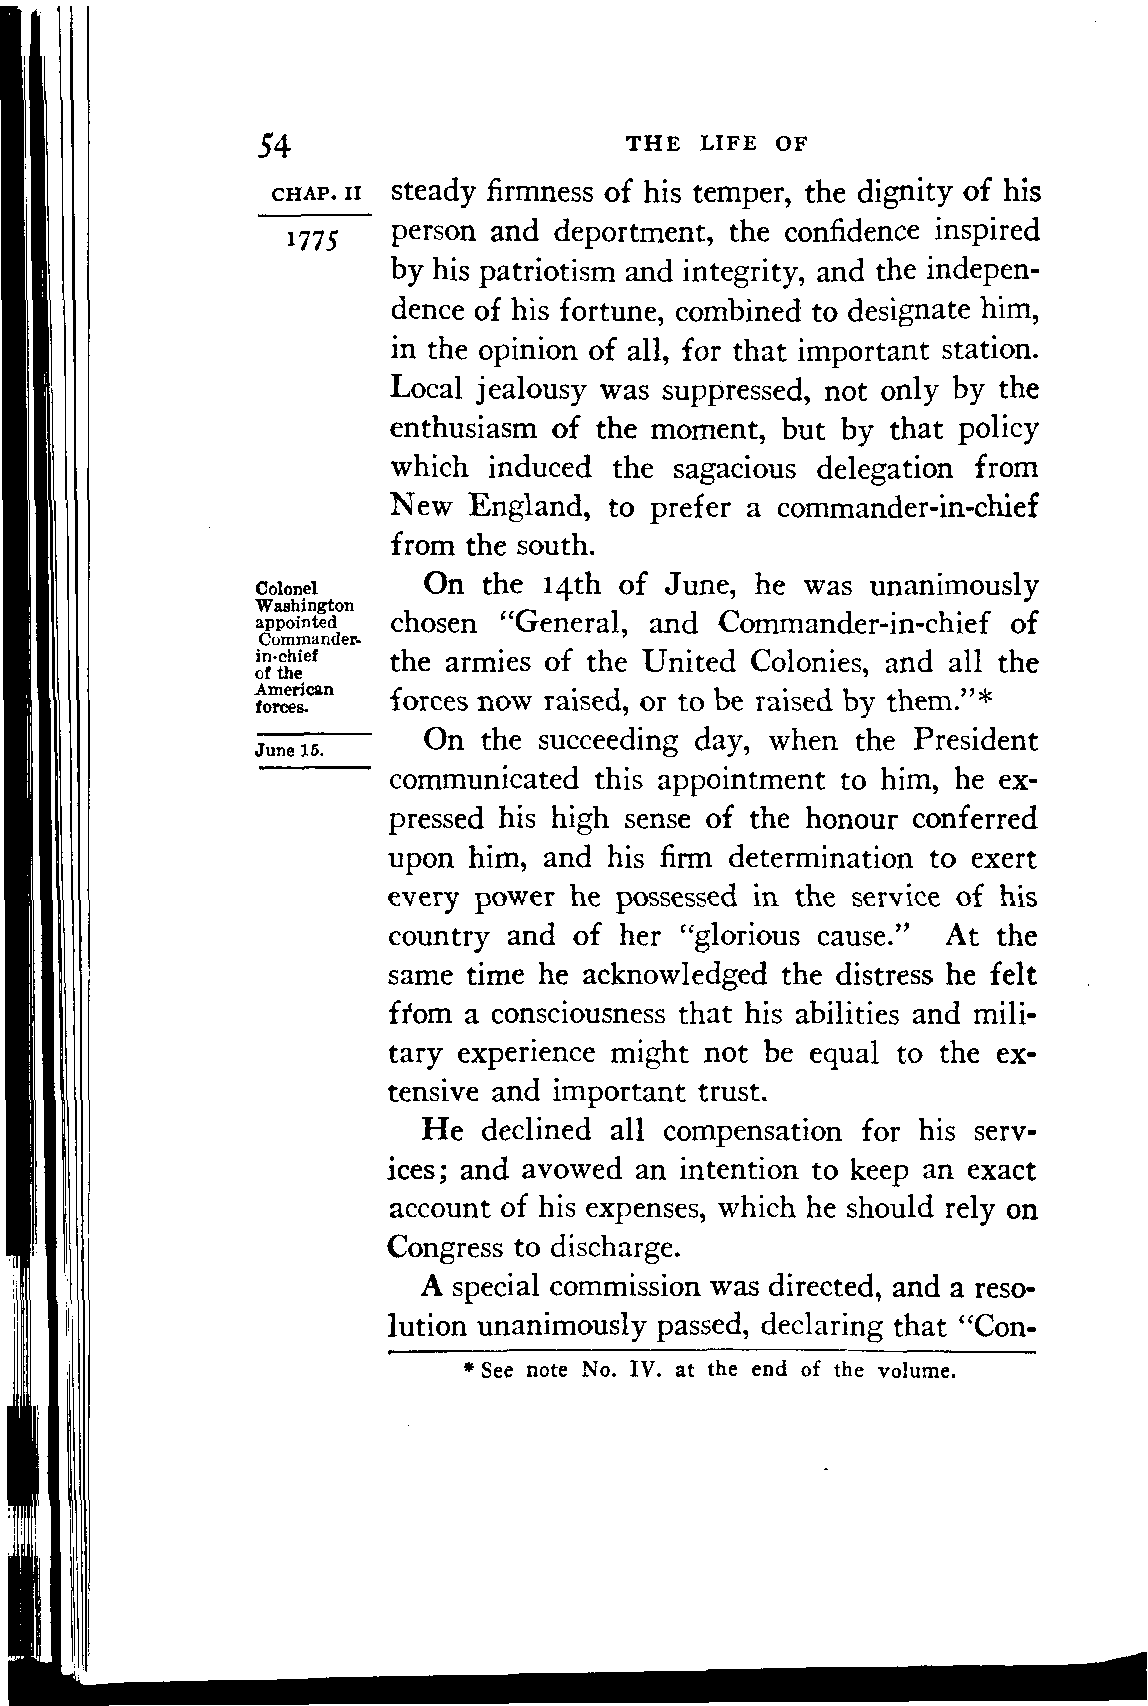 54
THE LIFE OF
CHAP. II
1775
steady firmness of his temper, the dignity of his
person and deportment, the confidence inspired
by his patriotism and integrity, and the indepen-
dence of his fortune, combined to designate him,
in the opinion of all, for that important station.
Local jealousy was suppressed, not only by the
enthusiasm of the moment, but by that policy
which induced the sagacious delegation from
New England, to prefer a commander-in-chief
from the south.
Colonel
Washington
appointed
Commander-
in-chief
of the
American
forces.
On the 14th of June, he was unanimously
chosen "General, and Commander-in-chief of
the armies of the United Colonies, and all the
forces now raised, or to be raised by them."*
June 15.
On the succeeding day, when the President
communicated this appointment to him, he ex-
pressed his high sense of the honour conferred
upon him, and his firm determination to exert
every power he possessed in the service of his
country and of her "glorious cause." At the
same time he acknowledged the distress he felt
from a consciousness that his abilities and mili-
tary experience might not be equal to the ex-
tensive and important trust.
He declined all compensation for his serv-
ices; and avowed an intention to keep an exact
account of his expenses, which he should rely on
Congress to discharge.
A special commission was directed, and a reso-
lution unanimously passed, declaring that "Con-
* See note No. IV. at the end of the volume.